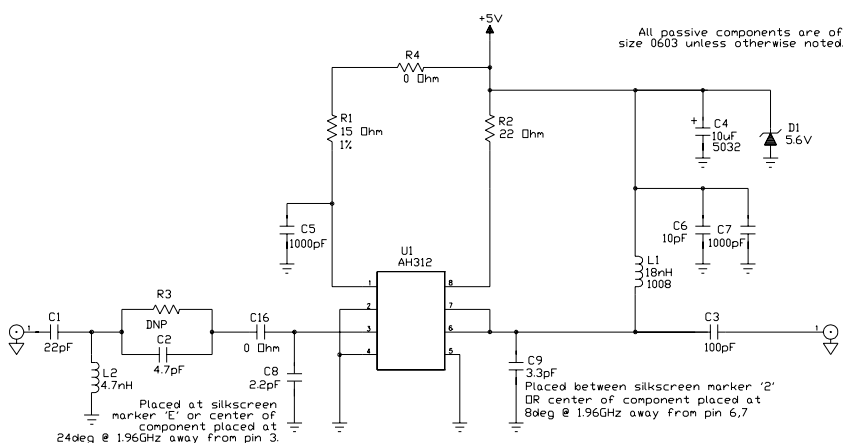 +5V
All passive components are of
size 0603 unless otherwise noted.
R4
0 Ohm
R1
15 Ohm
1%
R2
22 Ohm
+
C4
10uF
5032
D1
5.6V
C5
1000pF
C6
10pF
C7
1000pF
U1
AH312
L1
18nH
1008
1
2
3
4
8
7
6
5
1
C1
22pF
R3
DNP
C2
4.7pF
C16
0 Ohm
L2
4.7nH
C8
2.2pF
C9
3.3pF
C3
100pF
1
Placed at silkscreen
marker 'E' or center of
component placed at
24deg @ 1.96GHz away from pin 3.
Placed between silkscreen marker '2'
OR center of component placed at
8deg @ 1.96GHz away from pin 6,7